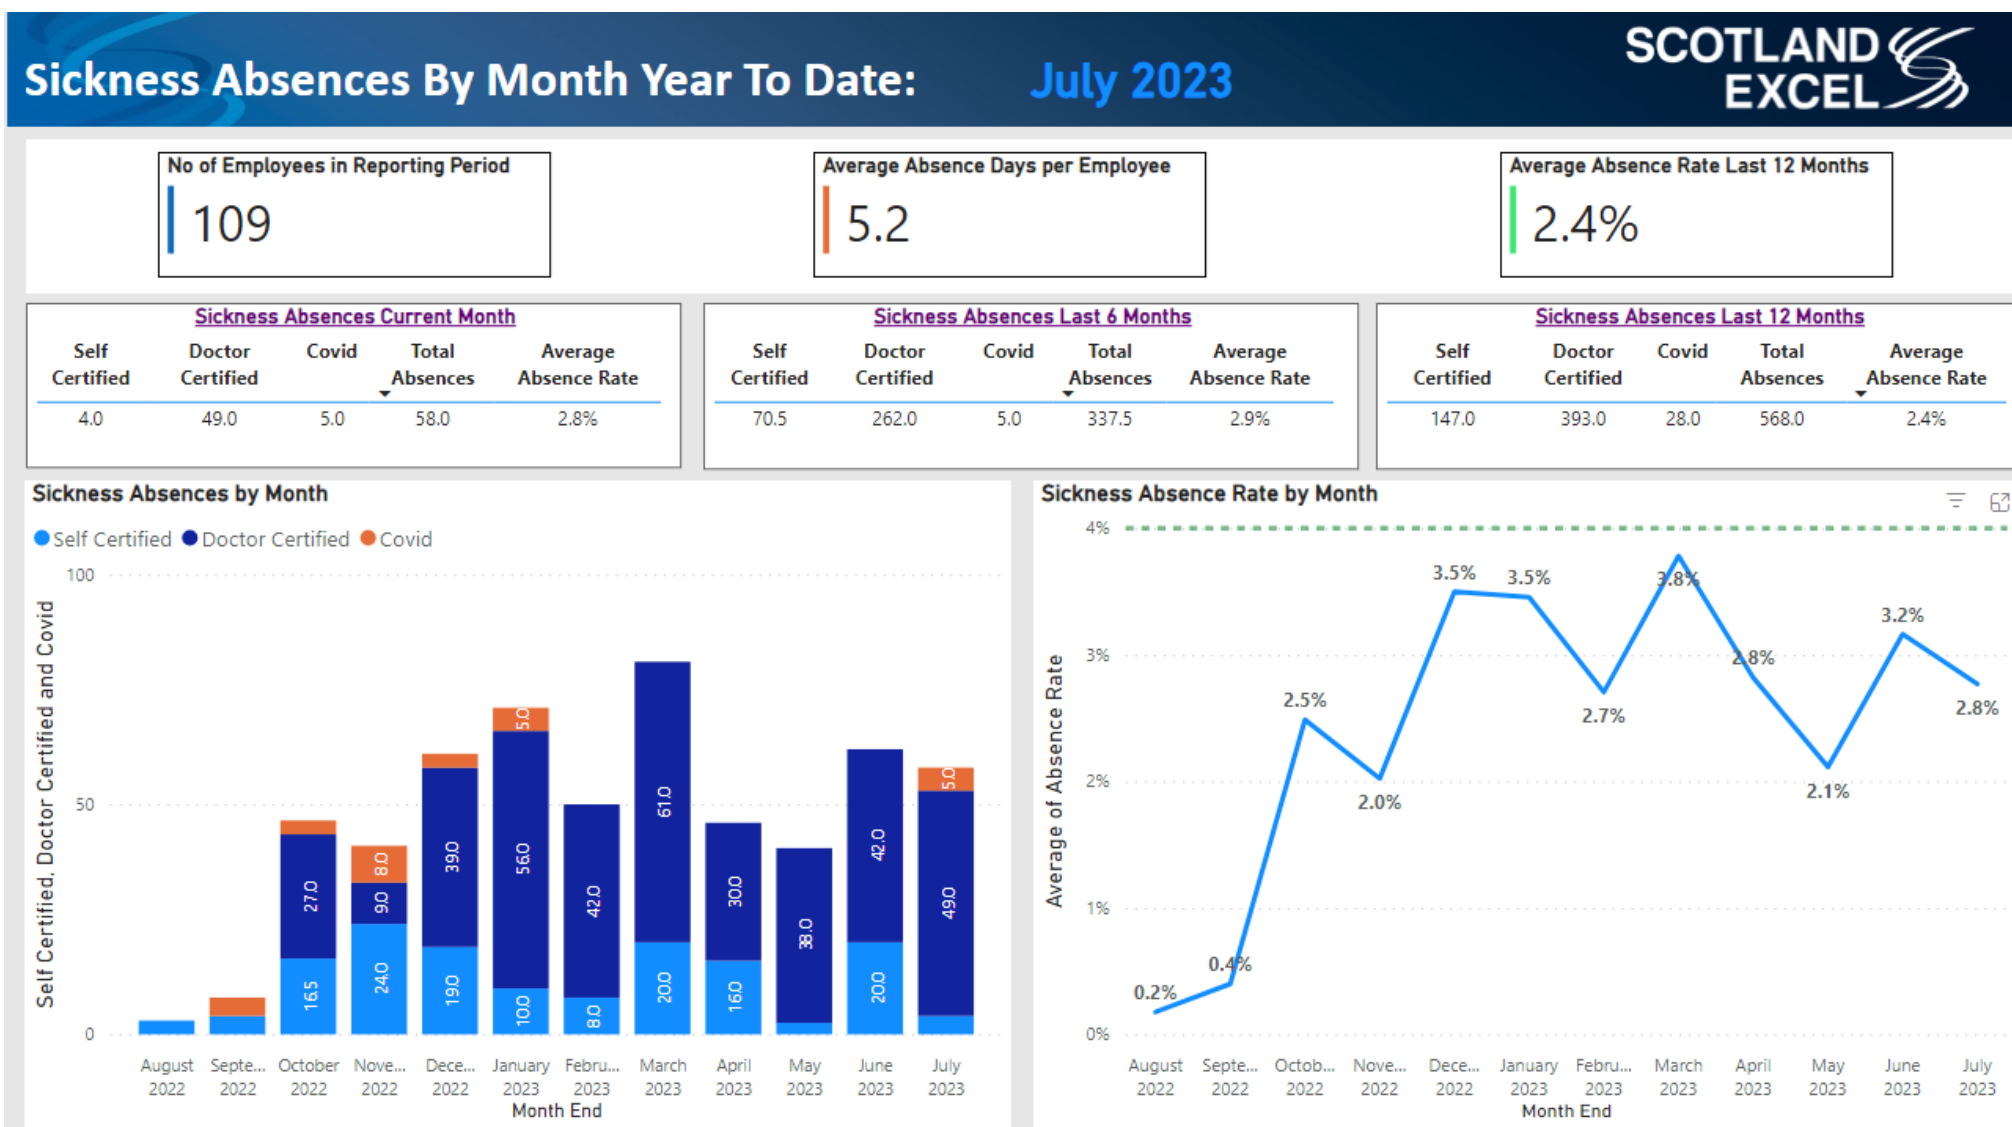 Sickness Absences By Month Year To Date: July 2023
SCOTLAND
EXCEL
No of Employees in Reporting Period
109
Average Absence Days per Employee
5.2
Average Absence Rate Last 12 Months
2.4%
Sickness Absences Current Month
Self Certified Doctor Certified Covid Total Absences Average Absence Rate
4.0 49.0 5.0 58.0 2.8%
Sickness Absences Last 6 Months
Self Certified Doctor Certified Covid Total Absences Average Absence Rate
70.5 262.0 5.0 337.5 2.9%
Sickness Absences Last 12 Months
Self Certified Doctor Certified Covid Total Absences Average Absence Rate
147.0 393.0 28.0 568.0 2.4%
Sickness Absences by Month
Self Certified Doctor Certified Covid
Self Certified, Doctor Certified and Covid
100
50
0
16.5 27.0
24.0 9.0 8.0
19.0 39.0
10.0 56.0 5.0
8.0 42.0
20.0 61.0
16.0 30.0
38.0
20.0 42.0
49.0 5.0
August Septe... October Nove... Dece... January Febru... March April May June July
2022 2022 2022 2022 2022 2023 2023 2023 2023 2023 2023 2023
Month End
Sickness Absence Rate by Month
Average of Absence Rate
4%
3%
2%
1%
0%
0.2% 0.4% 2.5% 2.0% 3.5% 3.5% 2.7% 3.8% 2.8% 2.1% 3.2% 2.8%
August Septe... Octob... Nove... Dece... January Febru... March April May June July
2022 2022 2022 2022 2022 2023 2023 2023 2023 2023 2023 2023
Month End